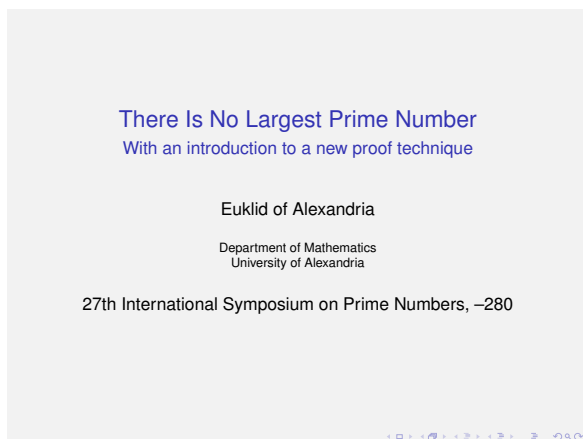 There Is No Largest Prime Number
With an introduction to a new proof technique
Euklid of Alexandria
Department of Mathematics
University of Alexandria
27th International Symposium on Prime Numbers, –280